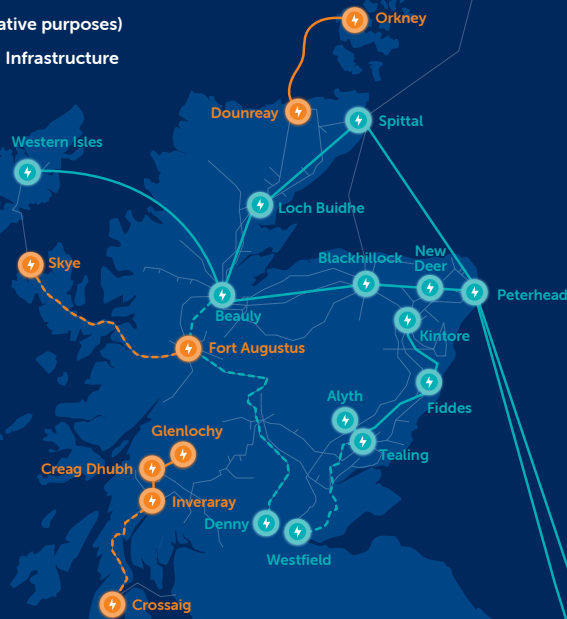 ative purposes)
Infrastructure
Orkney
Dounreay
Spittal
Western Isles
Loch Buidhe
Skye
Blackhillock
New
Deer
Peterhead
Beauly
Kintore
Fort Augustus
Alyth
Fiddes
Glenlochy
Tealing
Creag Dhubh
Inveraray
Denny
Westfield
Crossaig